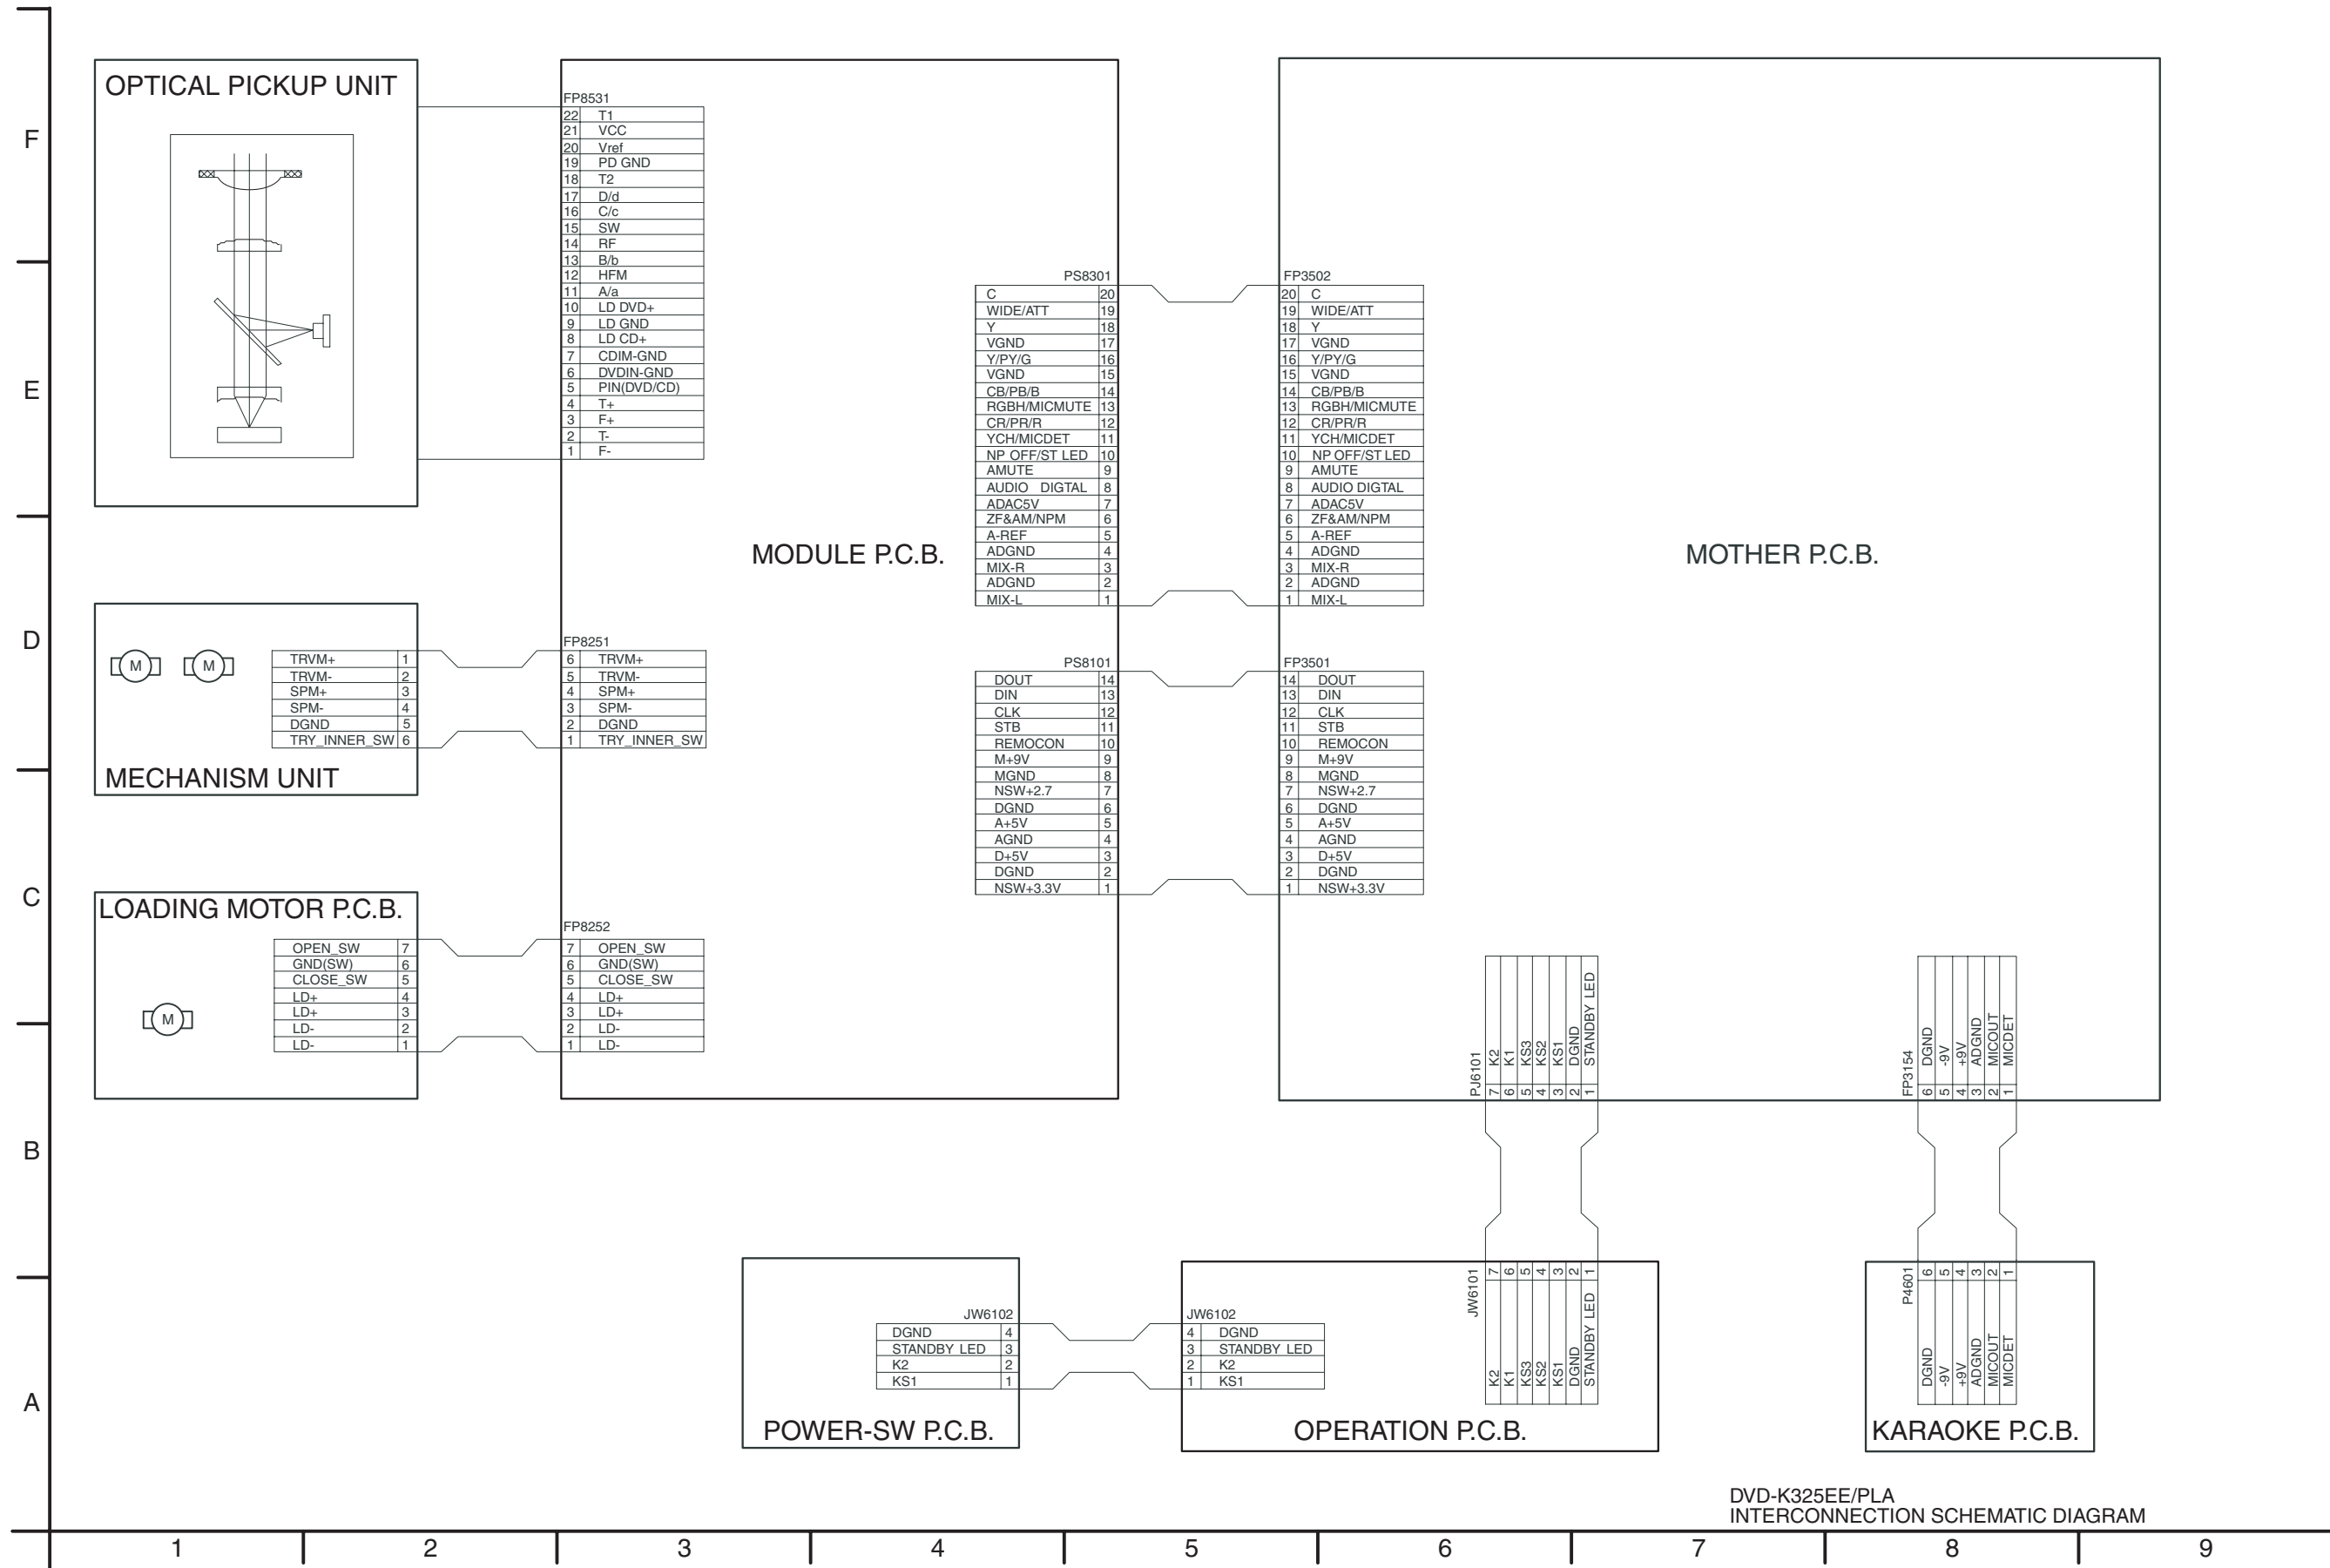 F
E
D
C
B
A
OPTICAL PICKUP UNIT
FP8531
22 T1
21 VCC
20 Vref
19 PD GND
18 T2
17 D/d
16 C/c
15 SW
14 RF
13 B/b
12 HFM
11 A/a
10 LD DVD+
9 LD GND
8 LD CD+
7 CDIM-GND
6 DVDIN-GND
5 PIN(DVD/CD)
4 T+
3 F+
2 T-
1 F-
MODULE P.C.B.
PS8301
C 20
WIDE/ATT 19
Y 18
VGND 17
Y/PY/G 16
VGND 15
CB/PB/B 14
RGBH/MICMUTE 13
CR/PR/R 12
YCH/MICDET 11
NP OFF/ST LED 10
AMUTE 9
AUDIO DIGTAL 8
ADAC5V 7
ZF&AM/NPM 6
A-REF 5
ADGND 4
MIX-R 3
ADGND 2
MIX-L 1
FP3502
20 C
19 WIDE/ATT
18 Y
17 VGND
16 Y/PY/G
15 VGND
14 CB/PB/B
13 RGBH/MICMUTE
12 CR/PR/R
11 YCH/MICDET
10 NP OFF/ST LED
9 AMUTE
8 AUDIO DIGTAL
7 ADAC5V
6 ZF&AM/NPM
5 A-REF
4 ADGND
3 MIX-R
2 ADGND
1 MIX-L
MOTHER P.C.B.
M M
TRVM+ 1
TRVM- 2
SPM+ 3
SPM- 4
DGND 5
TRY_INNER_SW 6
MECHANISM UNIT
FP8251
6 TRVM+
5 TRVM-
4 SPM+
3 SPM-
2 DGND
1 TRY_INNER_SW
PS8101
DOUT 14
DIN 13
CLK 12
STB 11
REMOCON 10
M+9V 9
MGND 8
NSW+2.7 7
DGND 6
A+5V 5
AGND 4
D+5V 3
DGND 2
NSW+3.3V 1
FP3501
14 DOUT
13 DIN
12 CLK
11 STB
10 REMOCON
9 M+9V
8 MGND
7 NSW+2.7
6 DGND
5 A+5V
4 AGND
3 D+5V
2 DGND
1 NSW+3.3V
LOADING MOTOR P.C.B.
M
OPEN_SW 7
GND(SW) 6
CLOSE_SW 5
LD+ 4
LD+ 3
LD- 2
LD- 1
FP8252
7 OPEN_SW
6 GND(SW)
5 CLOSE_SW
4 LD+
3 LD+
2 LD-
1 LD-
PJ6101
7 K2
6 K1
5 KS3
4 KS2
3 KS1
2 DGND
1 STANDBY LED
FP3154
6 DGND
5 -9V
4 +9V
3 ADGND
2 MICOUT
1 MICDET
JW6102
DGND 4
STANDBY LED 3
K2 2
KS1 1
POWER-SW P.C.B.
JW6102
4 DGND
3 STANDBY LED
2 K2
1 KS1
JW6101
K2 7
K1 6
KS3 5
KS2 4
KS1 3
DGND 2
STANDBY LED 1
OPERATION P.C.B.
P4601
DGND 6
-9V 5
+9V 4
ADGND 3
MICOUT 2
MICDET 1
KARAOKE P.C.B.
DVD-K325EE/PLA
INTERCONNECTION SCHEMATIC DIAGRAM
1 2 3 4 5 6 7 8 9